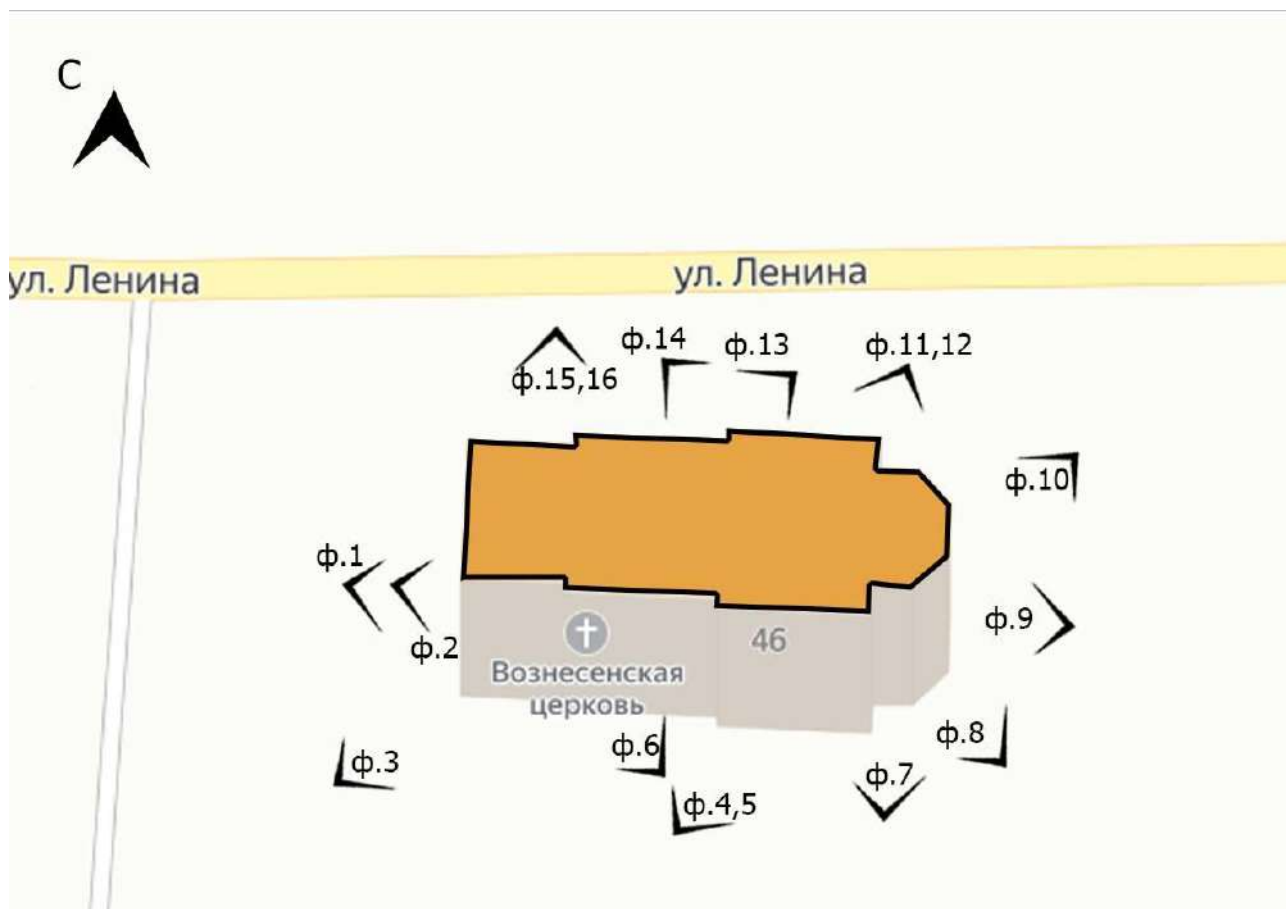 С
ул. Ленина
ул. Ленина
ф.14
ф.13
ф.11,12
ф.15,16
ф.10
ф.1
ф.2
ф.9
46
Вознесенская
церковь
ф.6
ф.8
ф.3
ф.7
ф.4,5